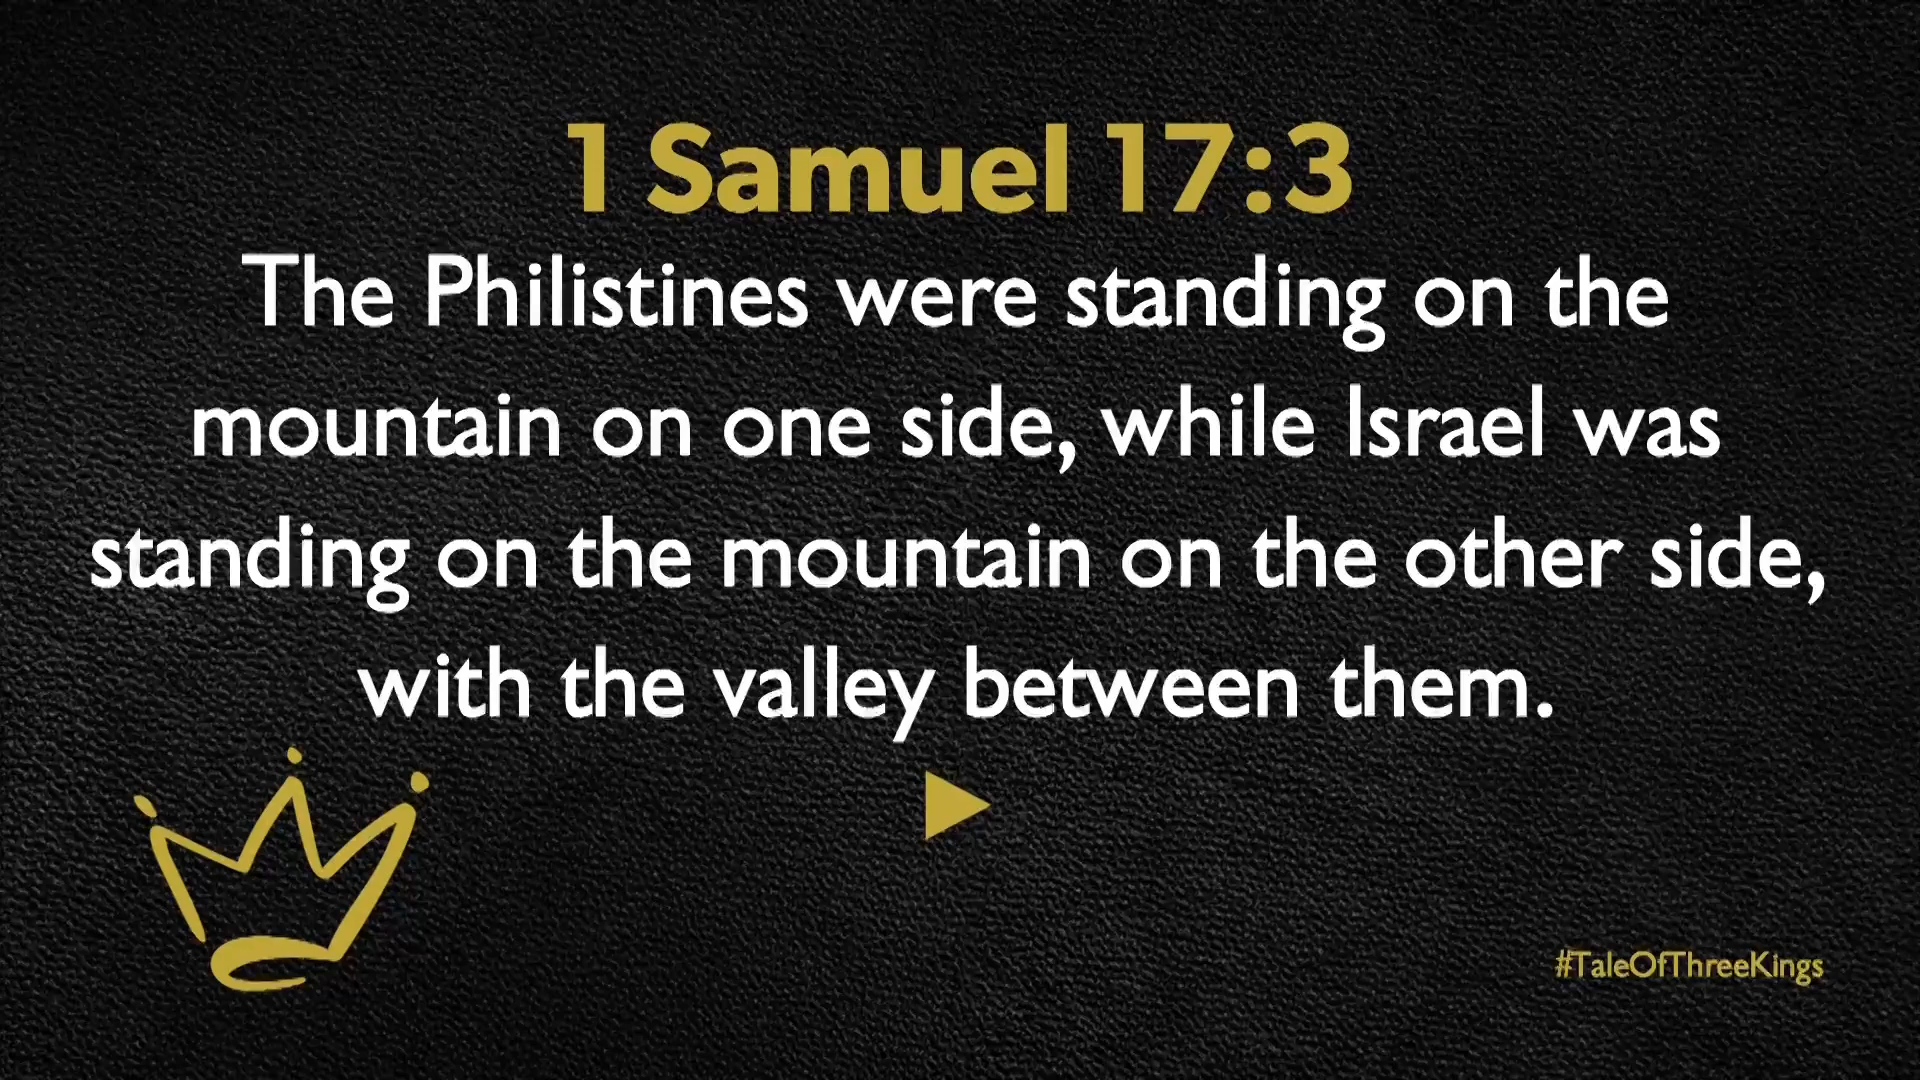 1 Samuel 17:3
The Philistines were standing on the
mountain on one side, while Israel was
standing on the mountain on the other side,
with the valley between them.
#TaleOfThreeKings